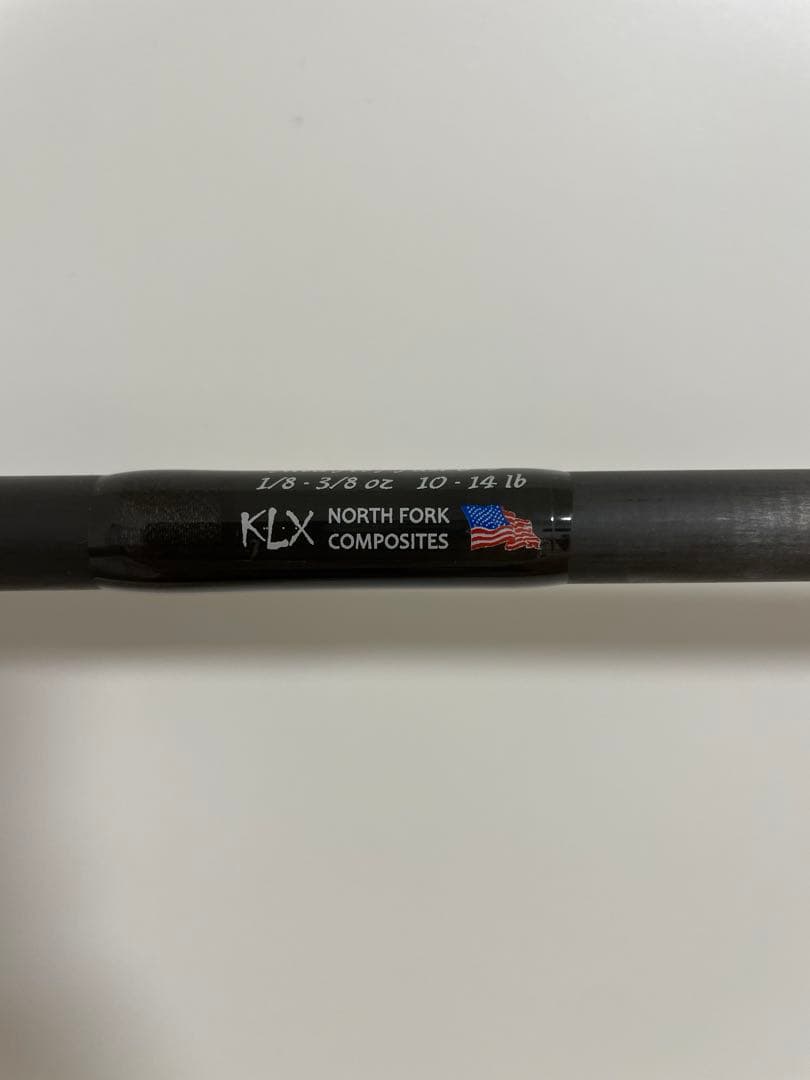 1/8 - 3/8 oz 10 - 14 lb
KLX NORTH FORK
COMPOSITES